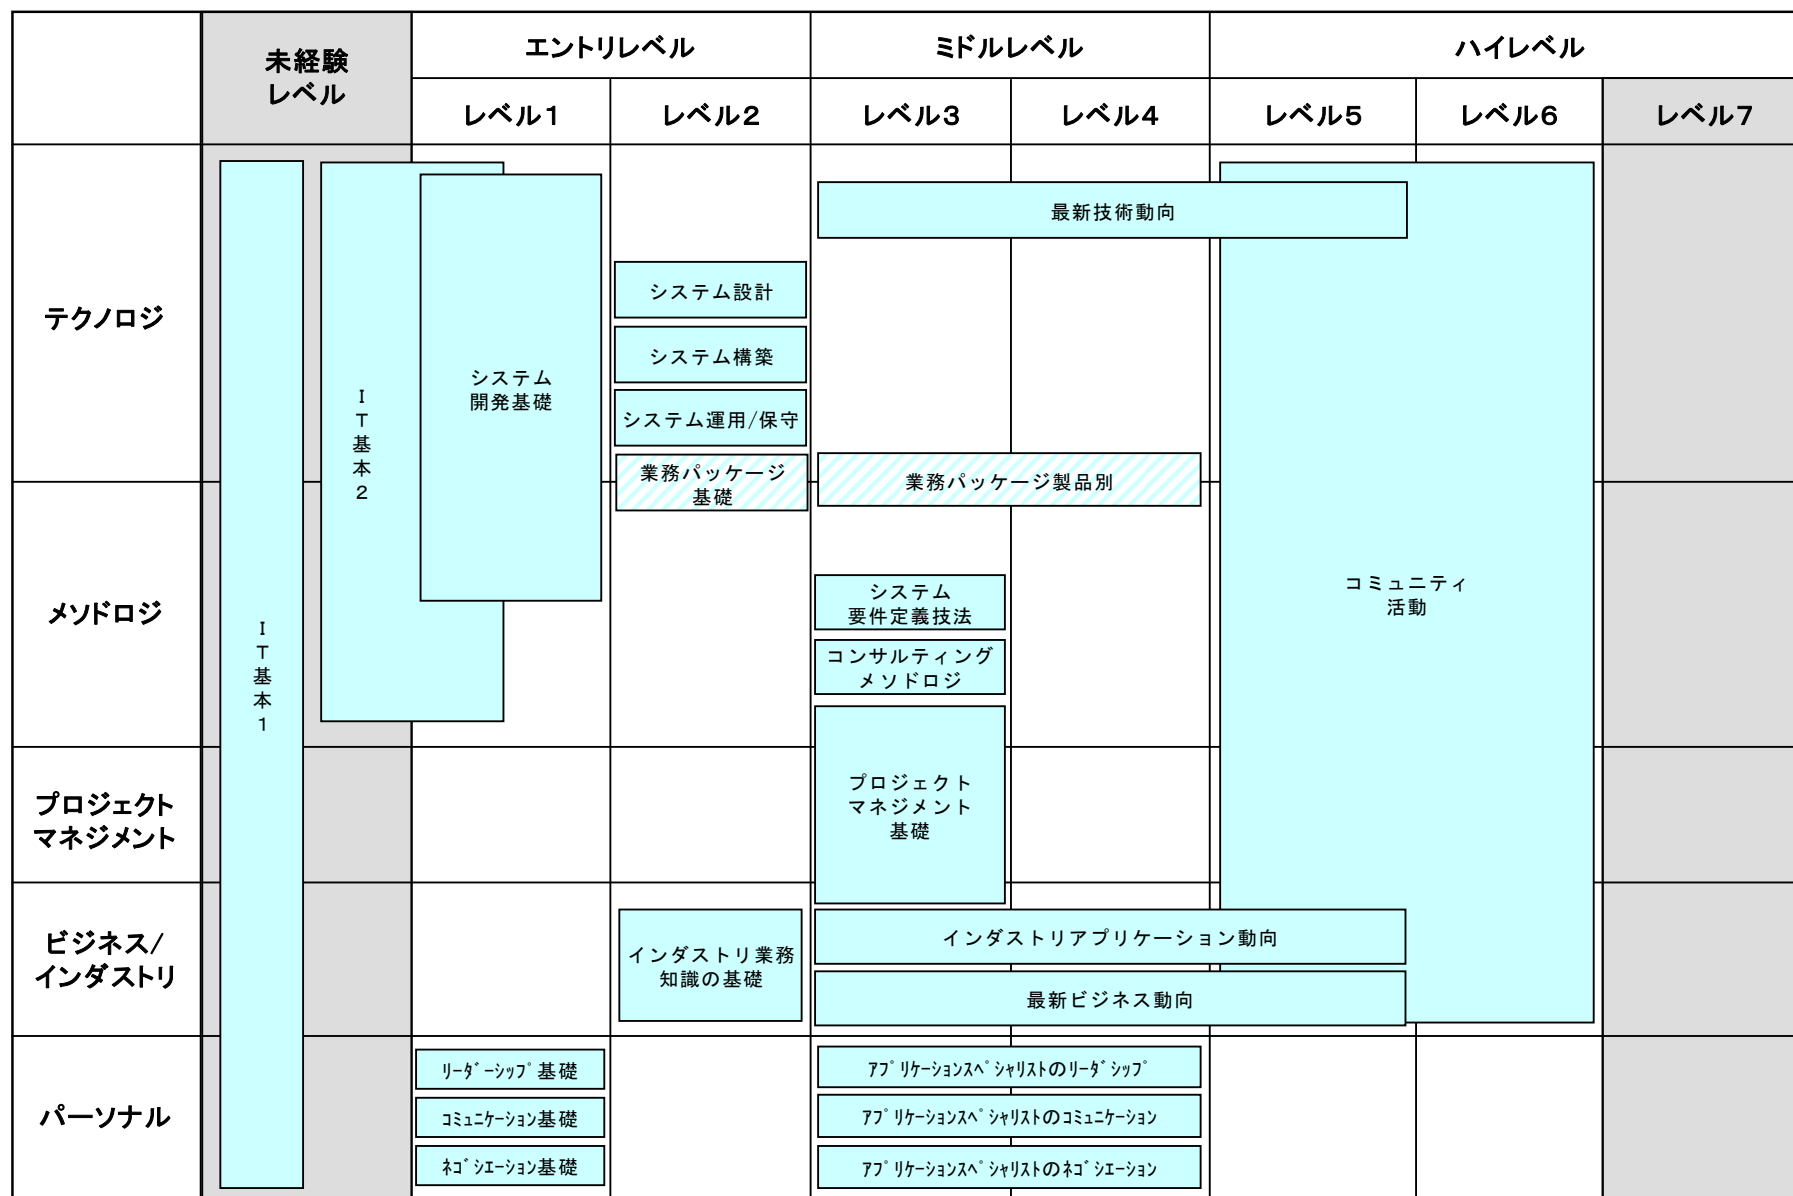 未経験
レベル
エントリレベル
ミドルレベル
ハイレベル
レベル1
レベル2
レベル3
レベル4
レベル5
レベル6
レベル7
テクノロジ
メソドロジ
プロジェクト
マネジメント
ビジネス/
インダストリ
パーソナル
IT基本1
IT基本2
システム
開発基礎
システム設計
システム構築
システム運用/保守
業務パッケージ
基礎
最新技術動向
業務パッケージ製品別
システム
要件定義技法
コンサルティング
メソドロジ
プロジェクト
マネジメント
基礎
コミュニティ
活動
インダストリ業務
知識の基礎
インダストリアプリケーション動向
最新ビジネス動向
リーダーシップ基礎
コミュニケーション基礎
ネゴシエーション基礎
アプリケーションスペシャリストのリーダシップ
アプリケーションスペシャリストのコミュニケーション
アプリケーションスペシャリストのネゴシエーション